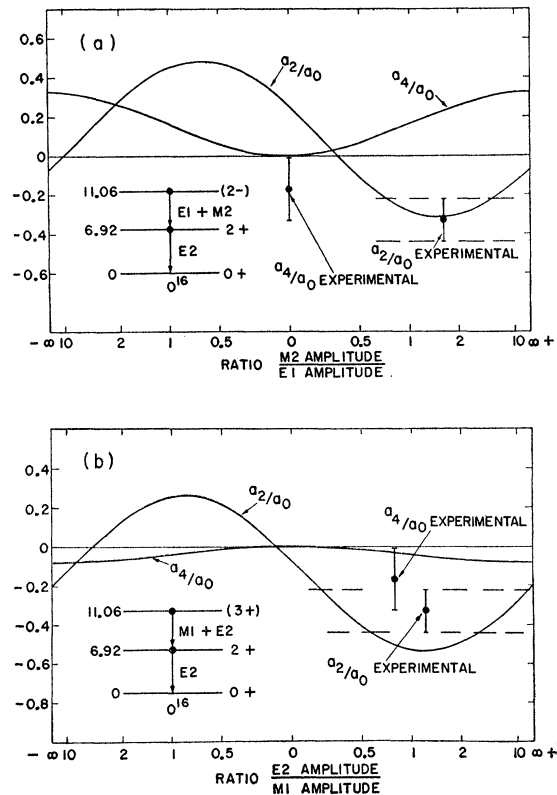 (a)
0.6
0.4
0.2
0
-0.2
-0.4
-0.6
a2/a0
a4/a0
11.06 (2-)
E1 + M2
6.92 2+
E2
0 0+
O16
a4/a0 EXPERIMENTAL
a2/a0 EXPERIMENTAL
- ∞ 10 2 1 0.5 0 0.5 1 2 10 ∞ +
RATIO M2 AMPLITUDE
E1 AMPLITUDE
(b)
0.4
0.2
0
-0.2
-0.4
-0.6
-0.8
a2/a0
a4/a0
a4/a0 EXPERIMENTAL
11.06 (3+)
M1 + E2
6.92 2+
E2
0 0+
O16
a2/a0 EXPERIMENTAL
- ∞ 10 2 1 0.5 0 0.5 1 2 10 ∞ +
RATIO E2 AMPLITUDE
M1 AMPLITUDE